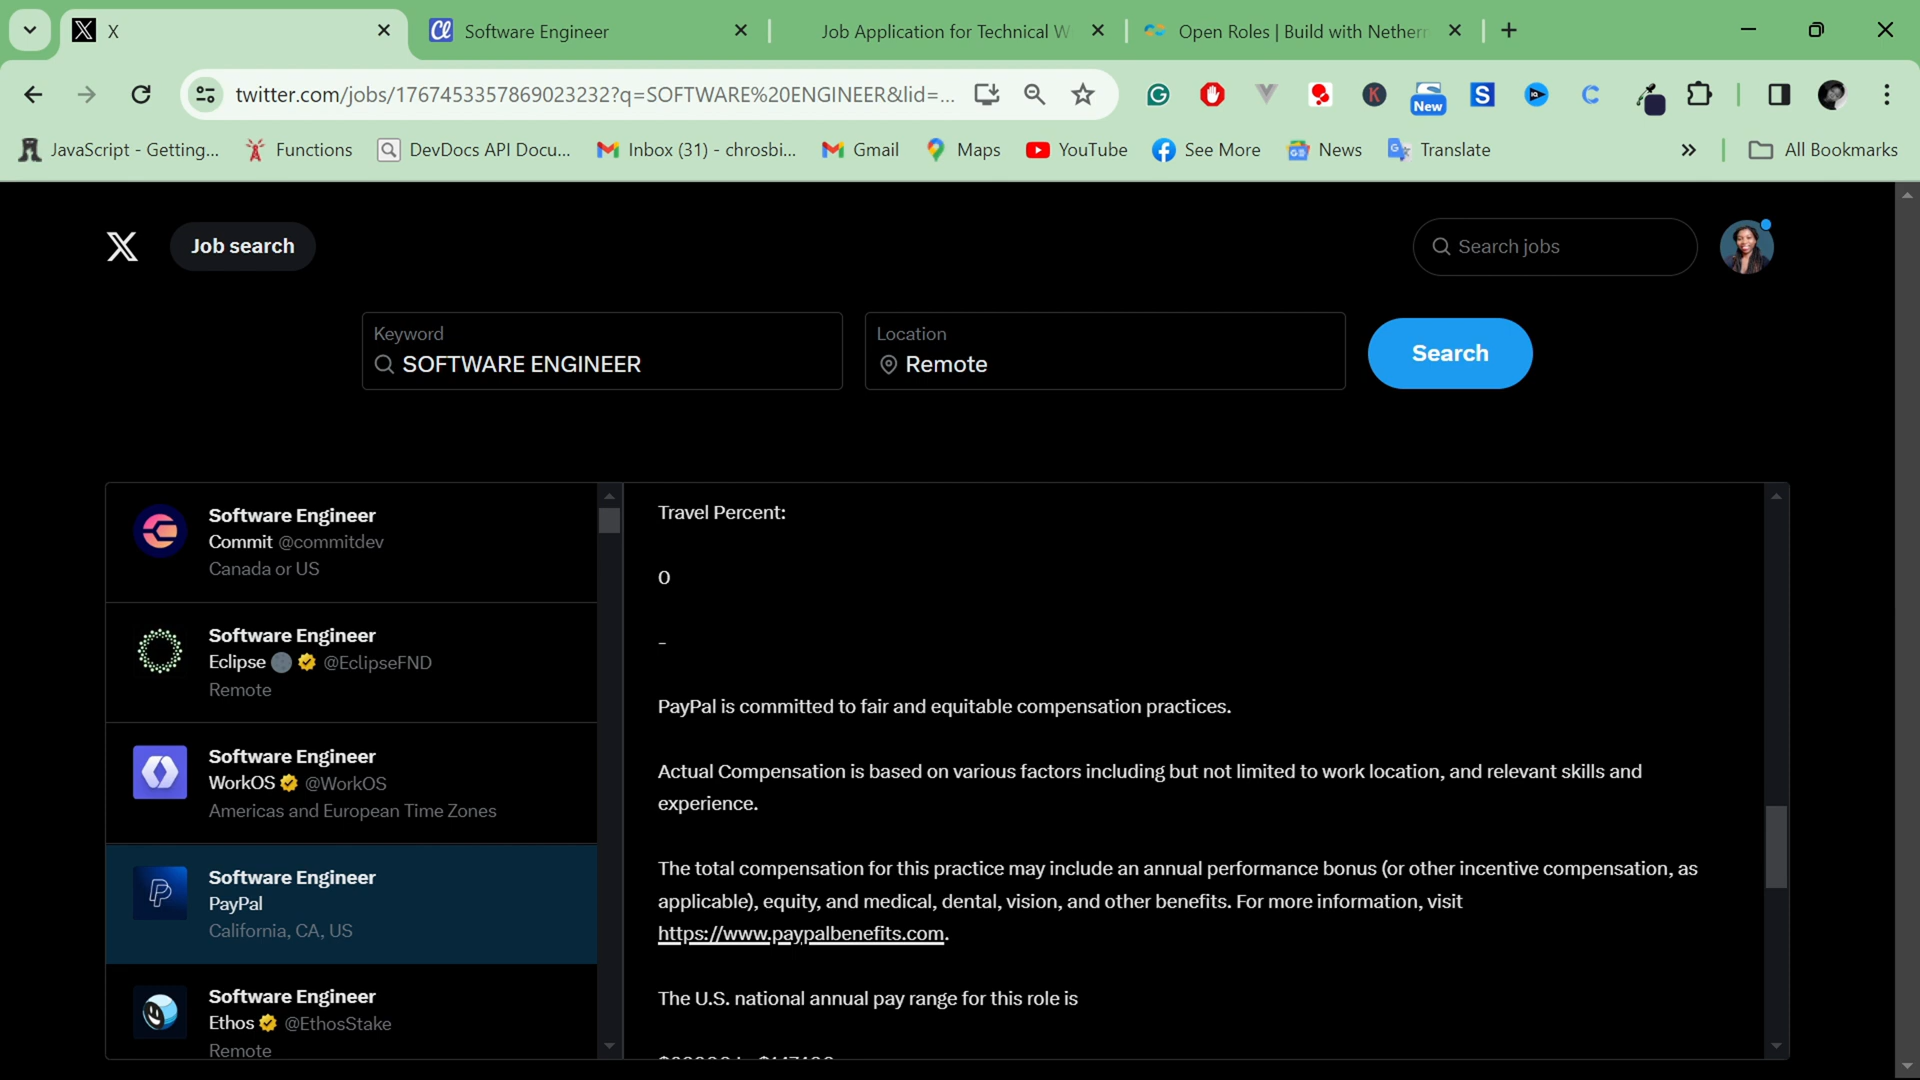 X
Software Engineer
Job Application for Technical W
Open Roles | Build with Nether
twitter.com/jobs/1767453357869023232?q=SOFTWARE%20ENGINEER&lid=...
New
JavaScript - Getting...
Functions
DevDocs API Docu...
Inbox (31) - chrosbi...
Gmail
Maps
YouTube
See More
News
Translate
All Bookmarks
Job search
Search jobs
Keyword
SOFTWARE ENGINEER
Location
Remote
Search
Software Engineer
Commit @commitdev
Canada or US
Software Engineer
Eclipse @EclipseFND
Remote
Software Engineer
WorkOS @WorkOS
Americas and European Time Zones
Software Engineer
PayPal
California, CA, US
Software Engineer
Ethos @EthosStake
Remote
Travel Percent:
0
-
PayPal is committed to fair and equitable compensation practices.
Actual Compensation is based on various factors including but not limited to work location, and relevant skills and
experience.
The total compensation for this practice may include an annual performance bonus (or other incentive compensation, as
applicable), equity, and medical, dental, vision, and other benefits. For more information, visit
https://www.paypalbenefits.com.
The U.S. national annual pay range for this role is